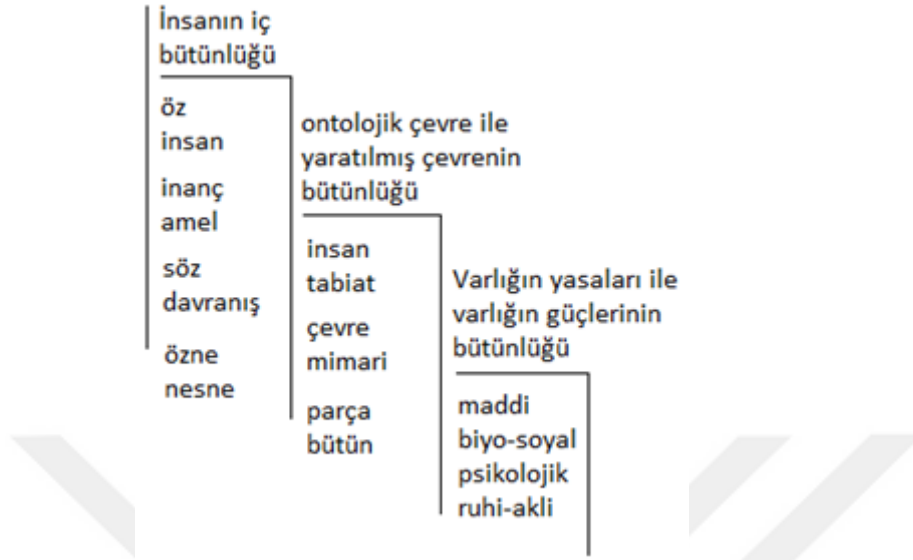 İnsanın iç
bütünlüğü
öz
insan
inanç
amel
söz
davranış
özne
nesne
ontolojik çevre ile
yaratılmış çevrenin
bütünlüğü
insan
tabiat
çevre
mimari
parça
bütün
Varlığın yasaları ile
varlığın güçlerinin
bütünlüğü
maddi
biyo-soyal
psikolojik
ruhi-akli